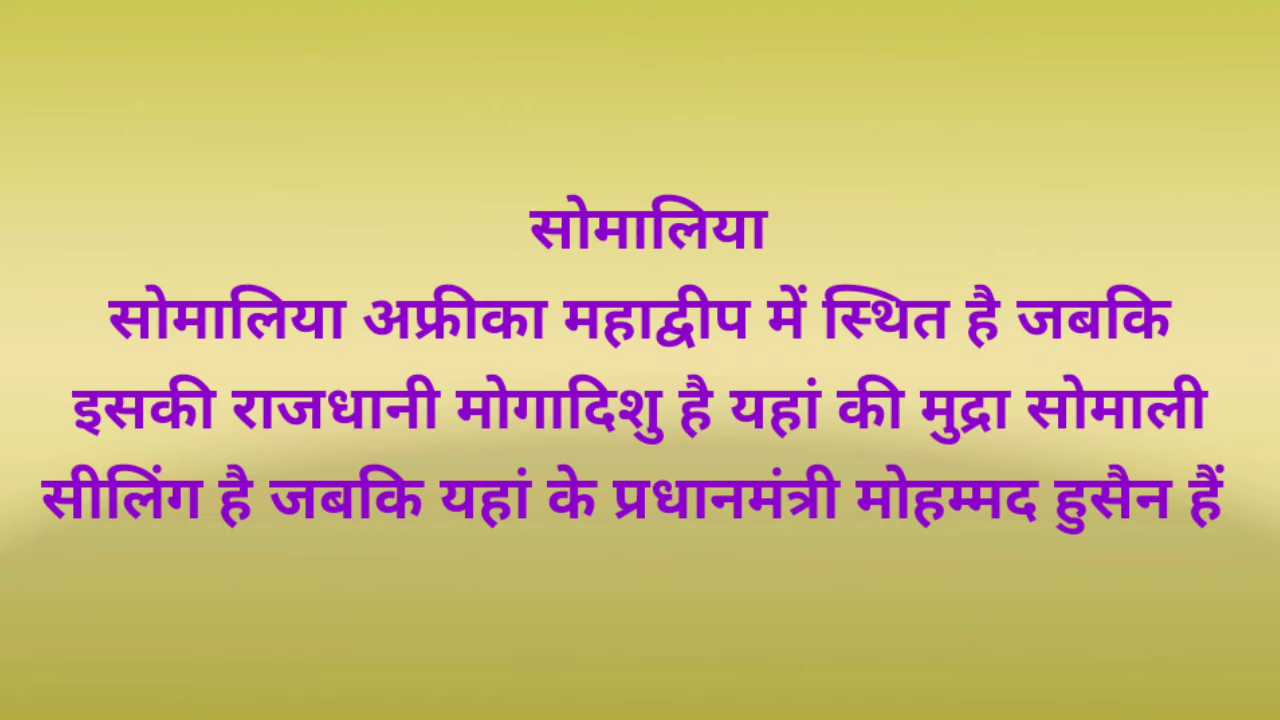 सोमालिया
सोमालिया अफ्रीका महाद्वीप में स्थित है जबकि
इसकी राजधानी मोगादिशु है यहां की मुद्रा सोमाली
सीलिंग है जबकि यहां के प्रधानमंत्री मोहम्मद हुसैन हैं